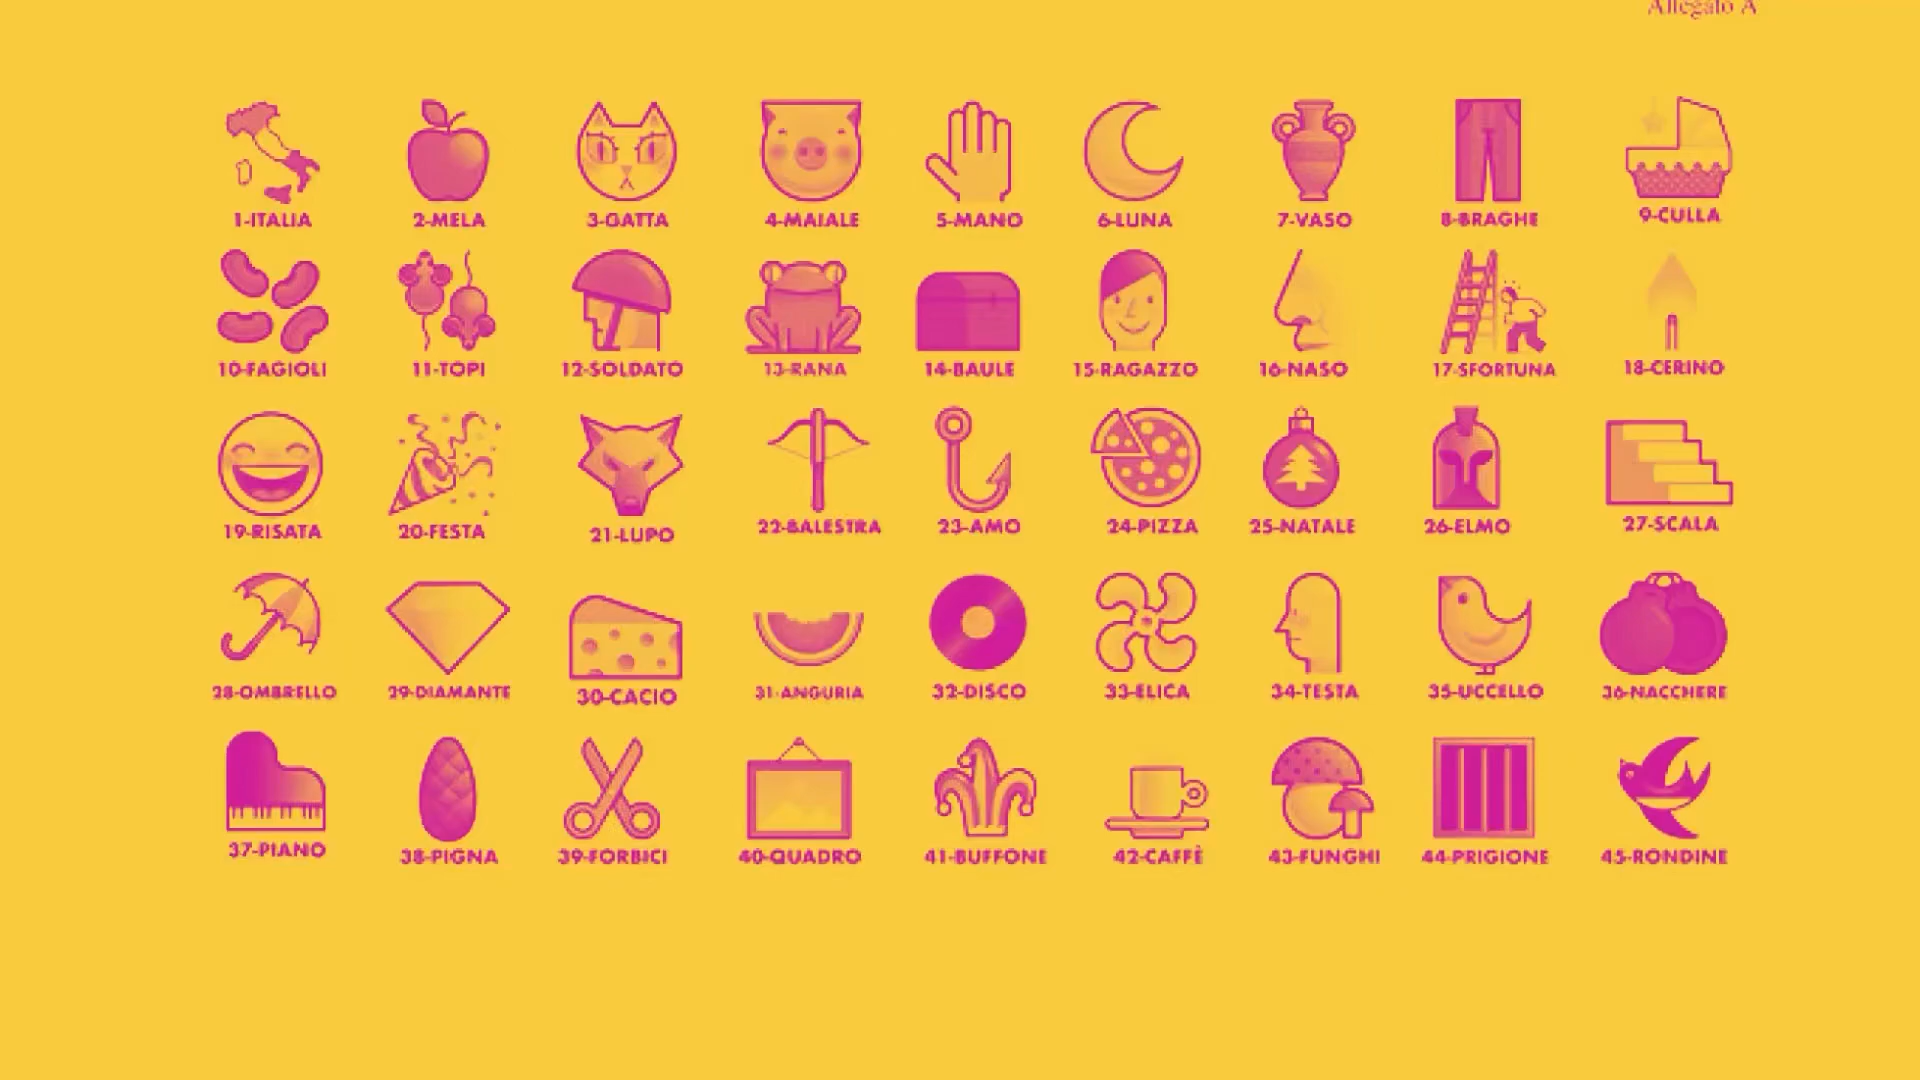 Allegato A
1-ITALIA 2-MELA 3-GATTA 4-MAIALE 5-MANO 6-LUNA 7-VASO 8-BRAGHE 9-CULLA
10-FAGIOLI 11-TOPI 12-SOLDATO 13-RANA 14-BAULE 15-RAGAZZO 16-NASO 17-SFORTUNA 18-CERINO
19-RISATA 20-FESTA 21-LUPO 22-BALESTRA 23-AMO 24-PIZZA 25-NATALE 26-ELMO 27-SCALA
28-OMBRELLO 29-DIAMANTE 30-CACIO 31-ANGURIA 32-DISCO 33-ELICA 34-TESTA 35-UCCELLO 36-NACCHERE
37-PIANO 38-PIGNA 39-FORBICI 40-QUADRO 41-BUFFONE 42-CAFFÈ 43-FUNGHI 44-PRIGIONE 45-RONDINE